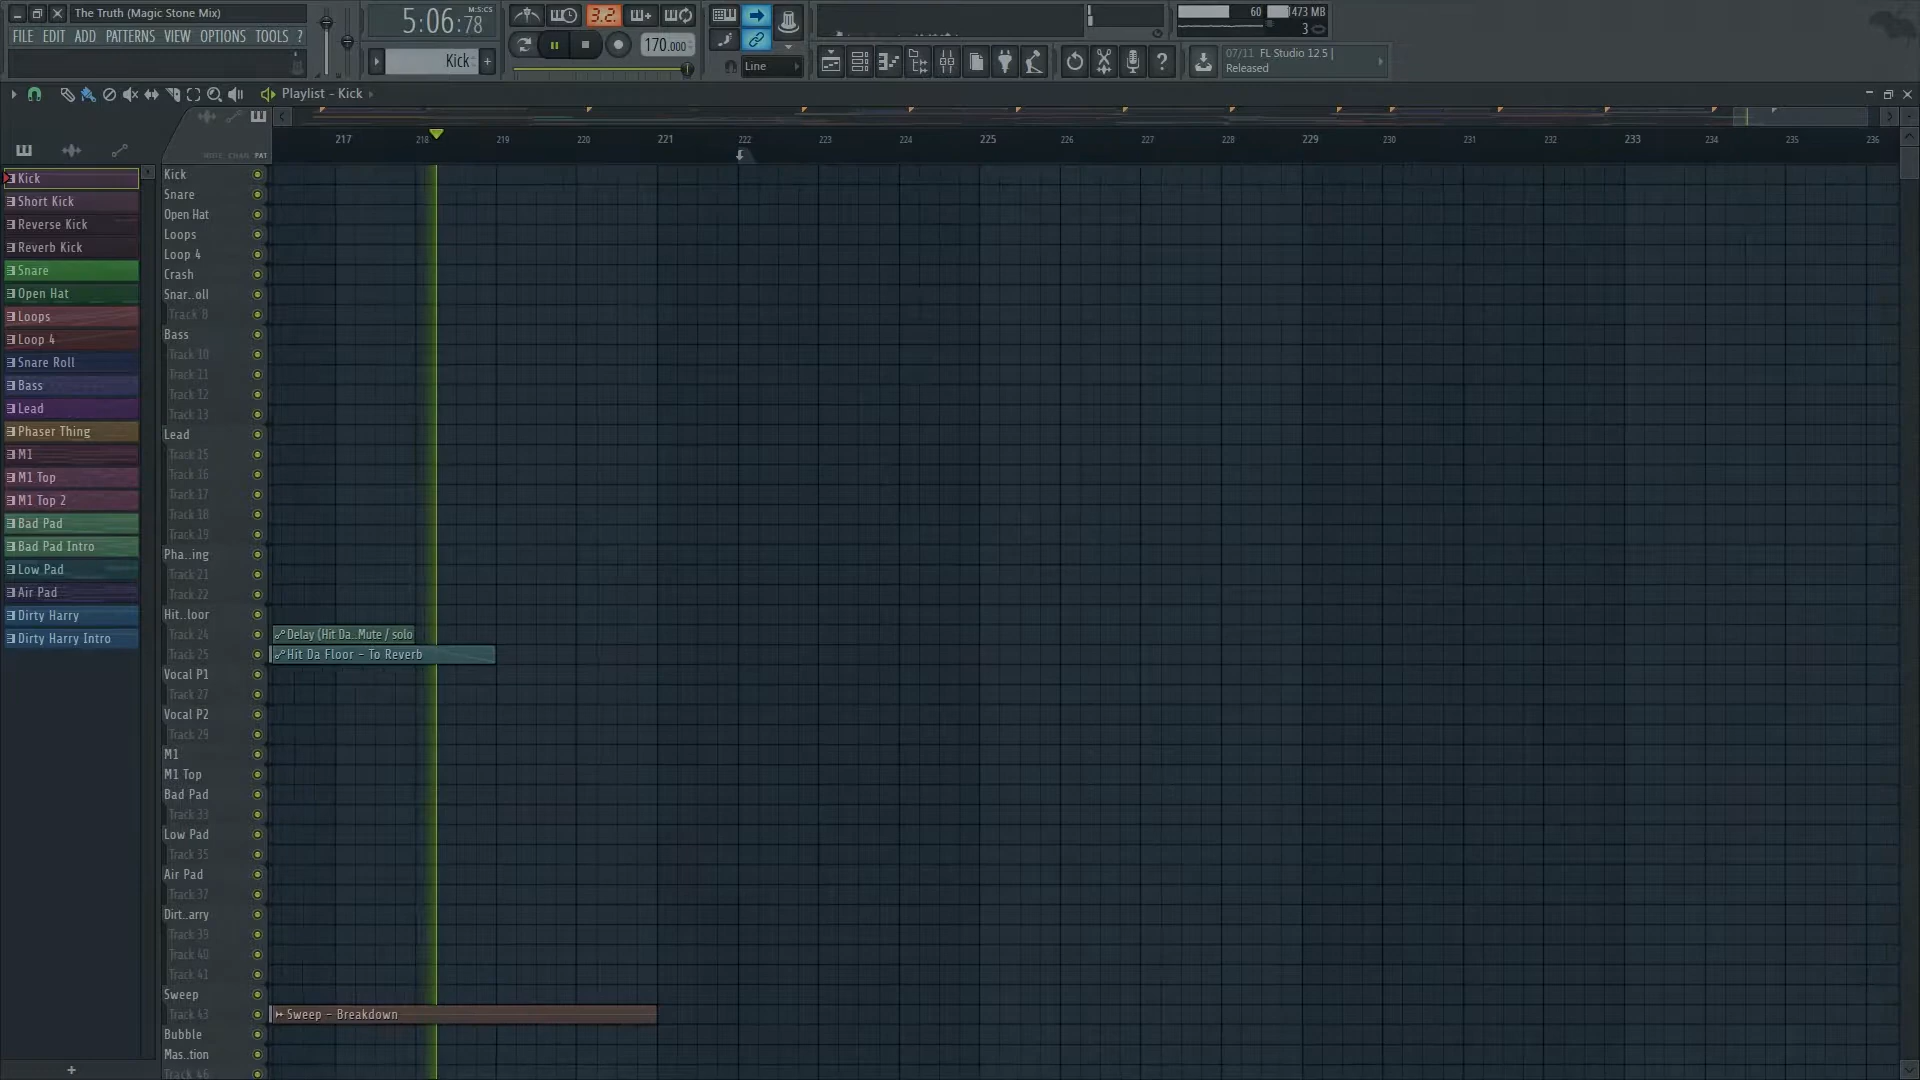 The Truth (Magic Stone Mix)
FILE EDIT ADD PATTERNS VIEW OPTIONS TOOLS ?
5:06:78
M:S:CS
Kick
+
3.2.
170.000
Line
60
473 MB
3
07/11 FL Studio 12.5 |
Released
Playlist - Kick
NOTE CHAN PAT
217 218 219 220 221 222 223 224 225 226 227 228 229 230 231 232 233 234 235 236
Kick
Short Kick
Reverse Kick
Reverb Kick
Snare
Open Hat
Loops
Loop 4
Snare Roll
Bass
Lead
Phaser Thing
M1
M1 Top
M1 Top 2
Bad Pad
Bad Pad Intro
Low Pad
Air Pad
Dirty Harry
Dirty Harry Intro
+
Kick
Snare
Open Hat
Loops
Loop 4
Crash
Snar..oll
Track 8
Bass
Track 10
Track 11
Track 12
Track 13
Lead
Track 15
Track 16
Track 17
Track 18
Track 19
Pha..ing
Track 21
Track 22
Hit..loor
Track 24
Delay (Hit Da..Mute / solo
Track 25
Hit Da Floor - To Reverb
Vocal P1
Track 27
Vocal P2
Track 29
M1
M1 Top
Bad Pad
Track 33
Low Pad
Track 35
Air Pad
Track 37
Dirt..arry
Track 39
Track 40
Track 41
Sweep
Track 43
Sweep - Breakdown
Bubble
Mas..tion
Track 46